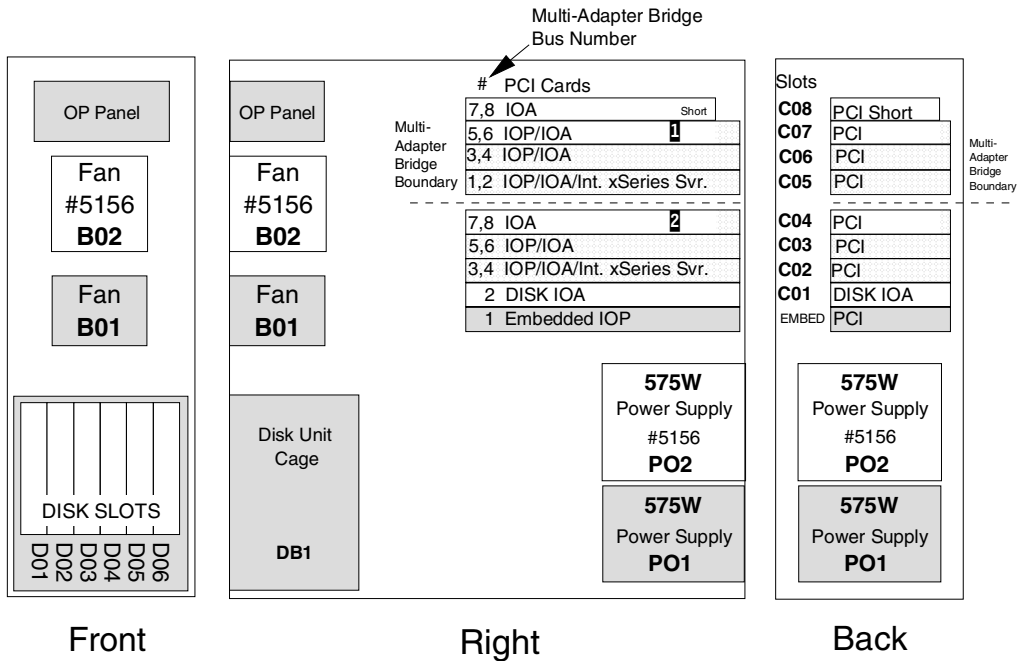 Multi-Adapter Bridge
Bus Number
OP Panel
Fan
#5156
B02
Fan
B01
DISK SLOTS
D01
D02
D03
D04
D05
D06
Front
OP Panel
Fan
#5156
B02
Fan
B01
Disk Unit
Cage
DB1
# PCI Cards
Multi-
Adapter
Bridge
Boundary
7,8 IOA Short
5,6 IOP/IOA 1
3,4 IOP/IOA
1,2 IOP/IOA/Int. xSeries Svr.
7,8 IOA 2
5,6 IOP/IOA
3,4 IOP/IOA/Int. xSeries Svr.
2 DISK IOA
1 Embedded IOP
575W
Power Supply
#5156
PO2
575W
Power Supply
PO1
Right
Slots
C08 PCI Short
C07 PCI
C06 PCI
C05 PCI
Multi-
Adapter
Bridge
Boundary
C04 PCI
C03 PCI
C02 PCI
C01 DISK IOA
EMBED PCI
575W
Power Supply
#5156
PO2
575W
Power Supply
PO1
Back